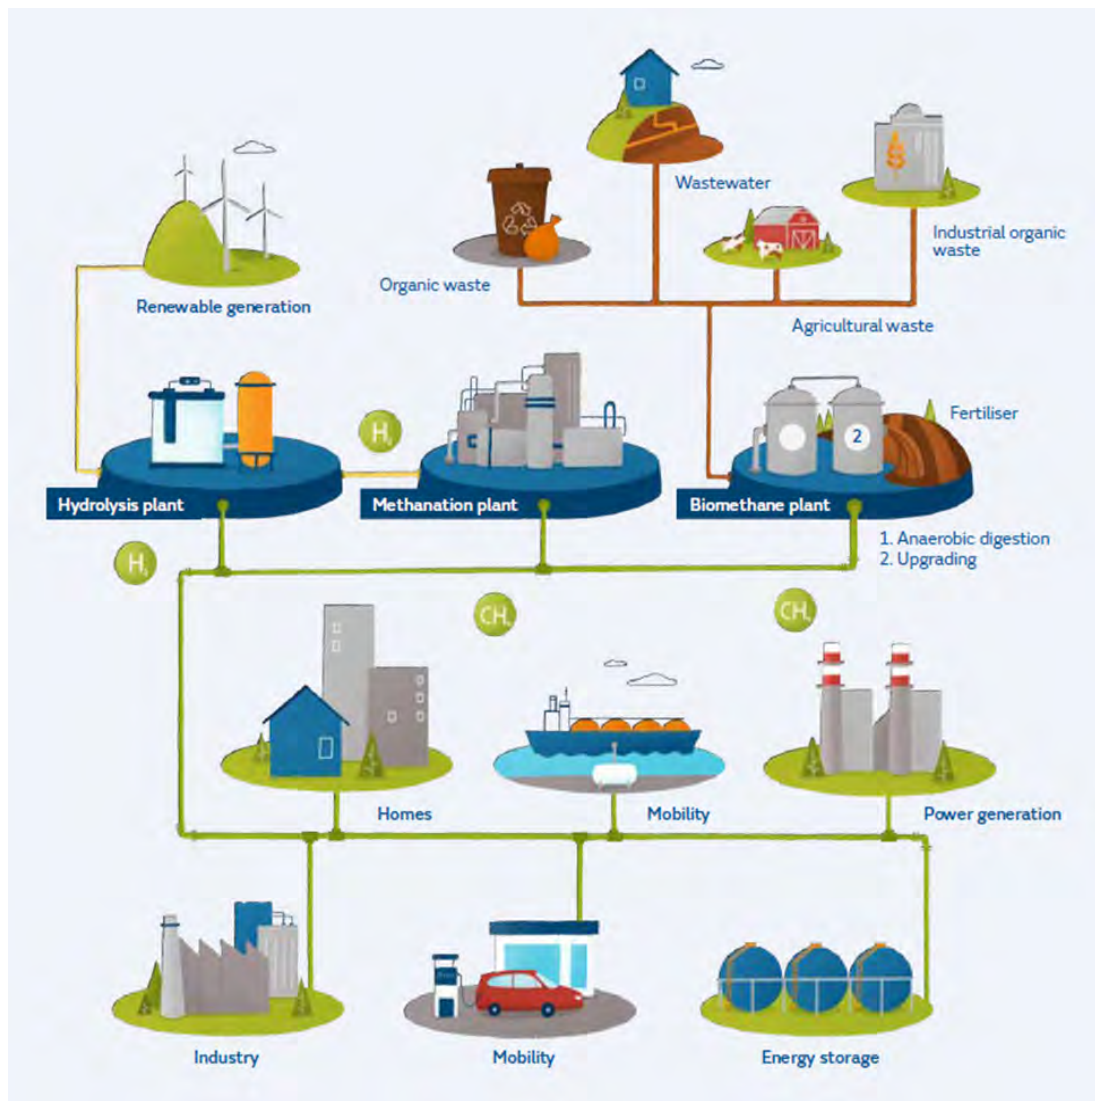 Wastewater
Organic waste
Industrial organic
waste
Renewable generation
Agricultural waste
H₂
2
Fertiliser
Hydrolysis plant
Methanation plant
Biomethane plant
1. Anaerobic digestion
2. Upgrading
H₂
CH₄
CH₄
Homes
Mobility
Power generation
Industry
Mobility
Energy storage